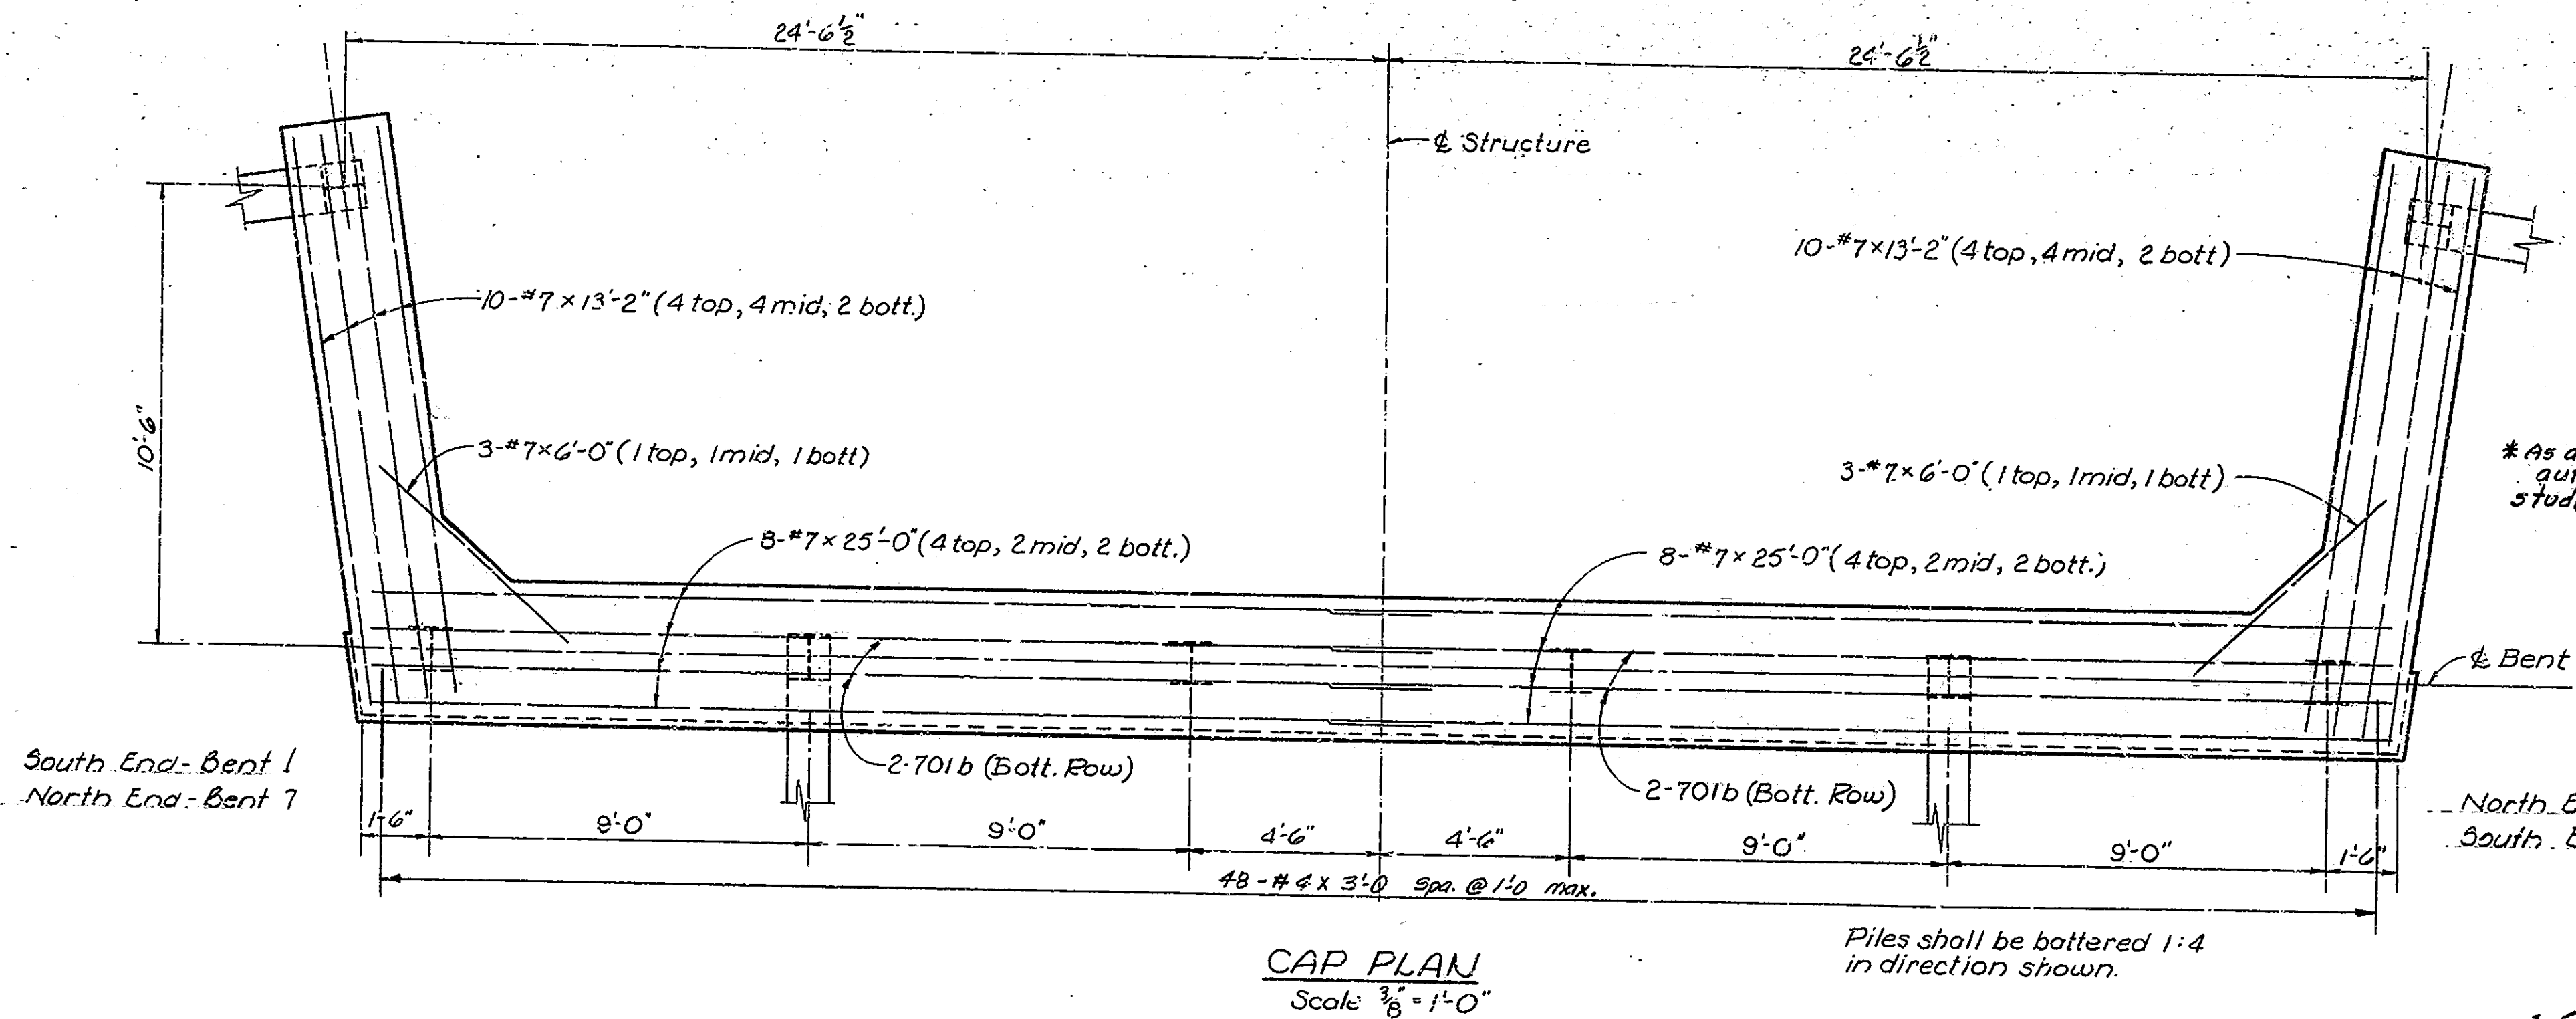 24'-6½"
24'-6½"
℄ Structure
10-#7×13'-2" (4 top, 4 mid, 2 bott)
10-#7×13'-2" (4 top, 4 mid, 2 bott.)
10'-6"
3-#7×6'-0" (1 top, 1 mid, 1 bott)
3-#7×6'-0" (1 top, 1 mid, 1 bott)
* As
8-#7×25'-0" (4 top, 2 mid, 2 bott.)
8-#7×25'-0" (4 top, 2 mid, 2 bott.)
℄ Bent
South End-Bent 1
North End-Bent 7
2-701b (Bott. Row)
2-701b (Bott. Row)
North
South
1'-6"
9'-0"
9'-0"
4'-6"
4'-6"
9'-0"
9'-0"
1'-6"
48-#4 x 3'-0 Spa. @ 1'-0 max.
Piles shall be battered 1:4
in direction shown.
CAP PLAN
Scale ⅜" = 1'-0"